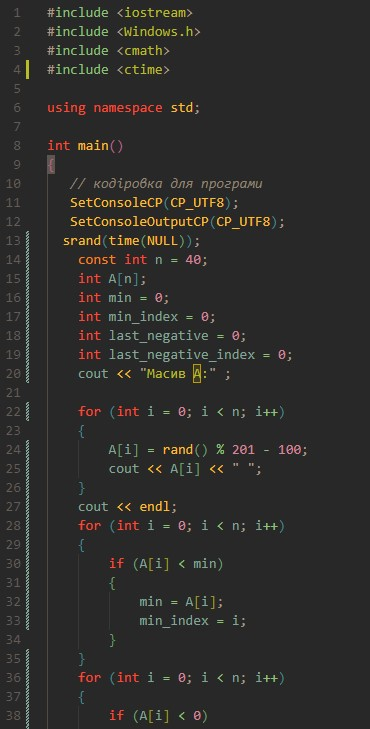 1 #include <iostream>
2 #include <Windows.h>
3 #include <cmath>
4 #include <ctime>
5
6 using namespace std;
7
8 int main()
9 {
10 // кодіровка для програми
11 SetConsoleCP(CP_UTF8);
12 SetConsoleOutputCP(CP_UTF8);
13 srand(time(NULL));
14 const int n = 40;
15 int A[n];
16 int min = 0;
17 int min_index = 0;
18 int last_negative = 0;
19 int last_negative_index = 0;
20 cout << "Масив А:" ;
21
22 for (int i = 0; i < n; i++)
23 {
24 A[i] = rand() % 201 - 100;
25 cout << A[i] << " ";
26 }
27 cout << endl;
28 for (int i = 0; i < n; i++)
29 {
30 if (A[i] < min)
31 {
32 min = A[i];
33 min_index = i;
34 }
35 }
36 for (int i = 0; i < n; i++)
37 {
38 if (A[i] < 0)